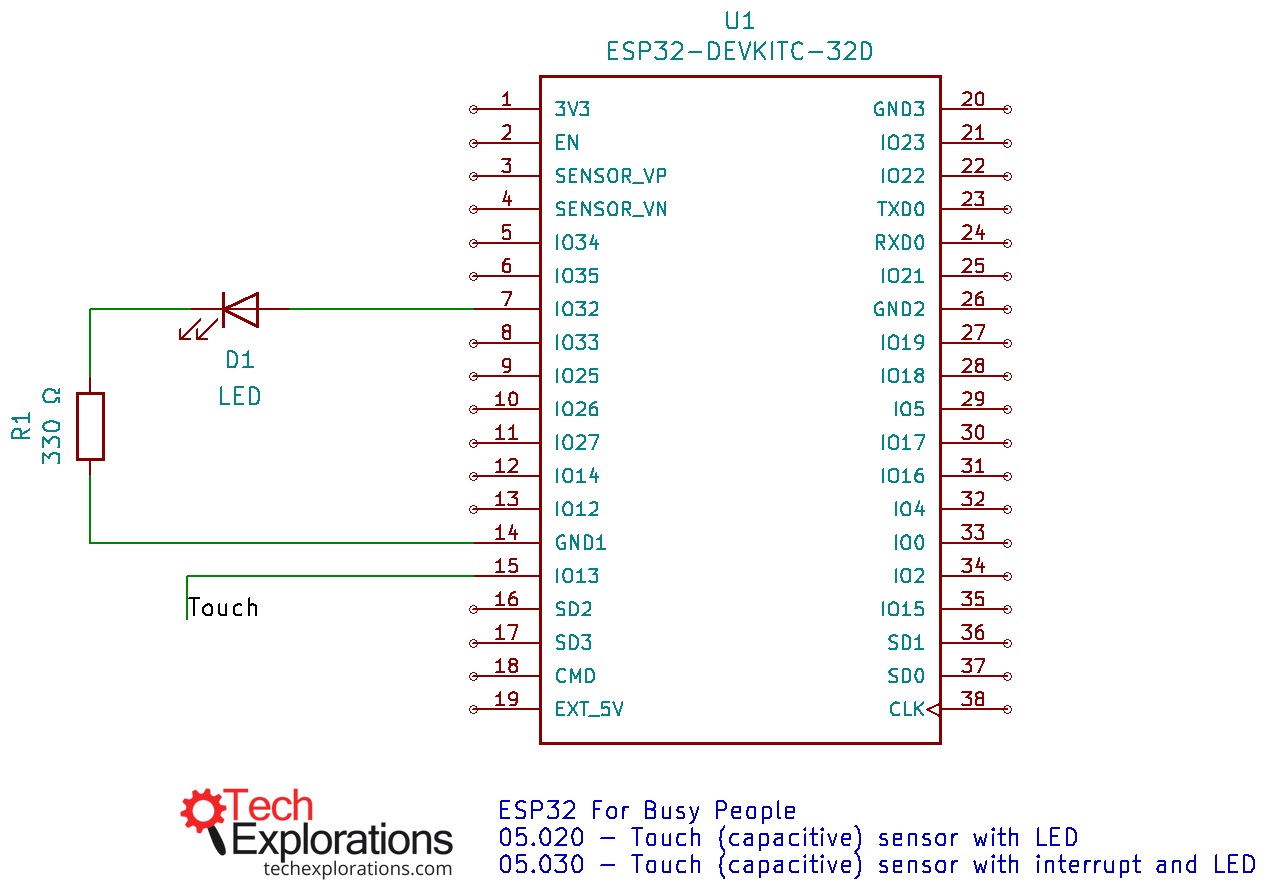 U1
ESP32-DEVKITC-32D
1 3V3 GND3 20
2 EN IO23 21
3 SENSOR_VP IO22 22
4 SENSOR_VN TXD0 23
5 IO34 RXD0 24
6 IO35 IO21 25
7 IO32 GND2 26
8 IO33 IO19 27
9 IO25 IO18 28
10 IO26 IO5 29
11 IO27 IO17 30
12 IO14 IO16 31
13 IO12 IO4 32
14 GND1 IO0 33
15 IO13 IO2 34
16 SD2 IO15 35
17 SD3 SD1 36
18 CMD SD0 37
19 EXT_5V CLK 38
D1
LED
R1
330 Ω
Touch
Tech
Explorations
techexplorations.com
ESP32 For Busy People
05.020 - Touch (capacitive) sensor with LED
05.030 - Touch (capacitive) sensor with interrupt and LED